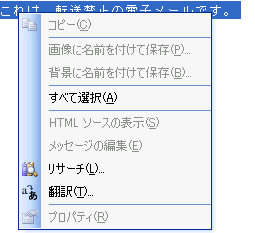 これは、転送禁止の電子メールです。
コピー(C)
画像に名前を付けて保存(P)...
背景に名前を付けて保存(B)...
すべて選択(A)
HTML ソースの表示(S)
メッセージの編集(E)
リサーチ(L)...
翻訳(T)...
プロパティ(R)